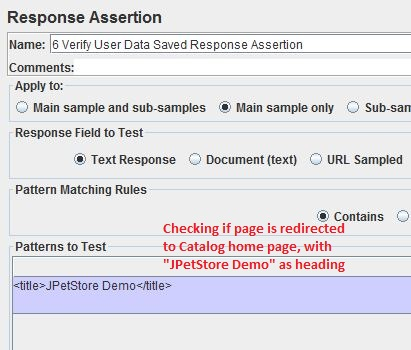 Response Assertion
Name: 6 Verify User Data Saved Response Assertion
Comments:
Apply to:
Main sample and sub-samples Main sample only Sub-sam
Response Field to Test
Text Response Document (text) URL Sampled
Pattern Matching Rules
Contains
Checking if page is redirected
to Catalog home page, with
"JPetStore Demo" as heading
Patterns to Test
<title>JPetStore Demo</title>